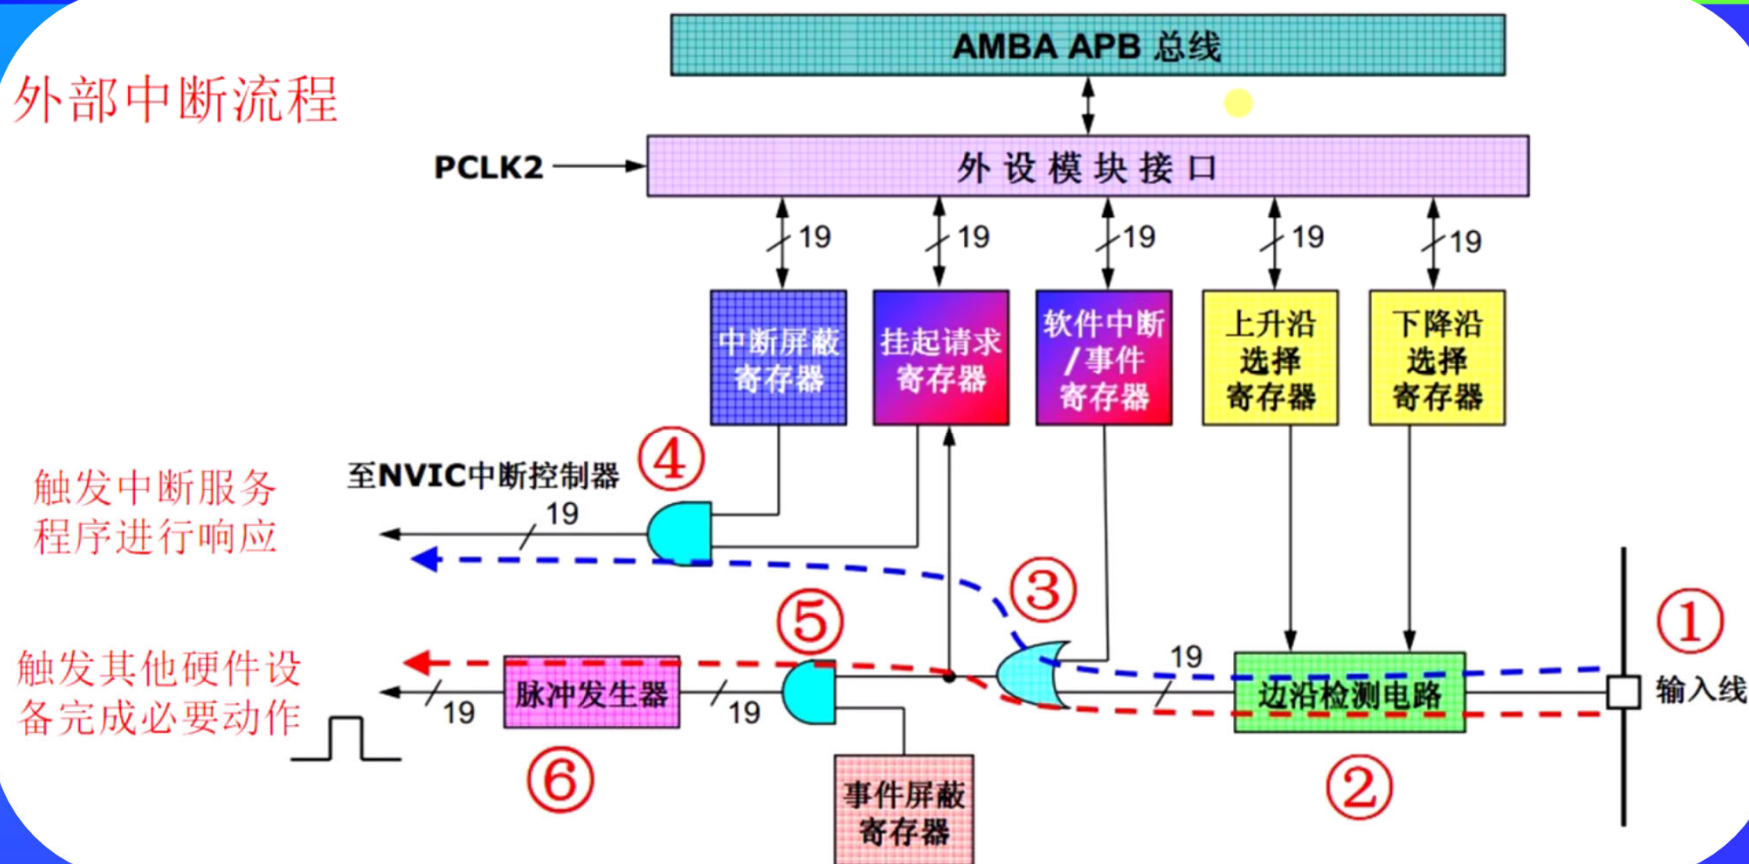 AMBA APB 总线
外部中断流程
PCLK2
外设模块接口
19
19
19
19
19
中断屏蔽
寄存器
挂起请求
寄存器
软件中断
/事件
寄存器
上升沿
选择
寄存器
下降沿
选择
寄存器
④
至NVIC中断控制器
触发中断服务
程序进行响应
19
③
⑤
①
触发其他硬件设
备完成必要动作
19
脉冲发生器
19
19
边沿检测电路
输入线
⑥
②
事件屏蔽
寄存器